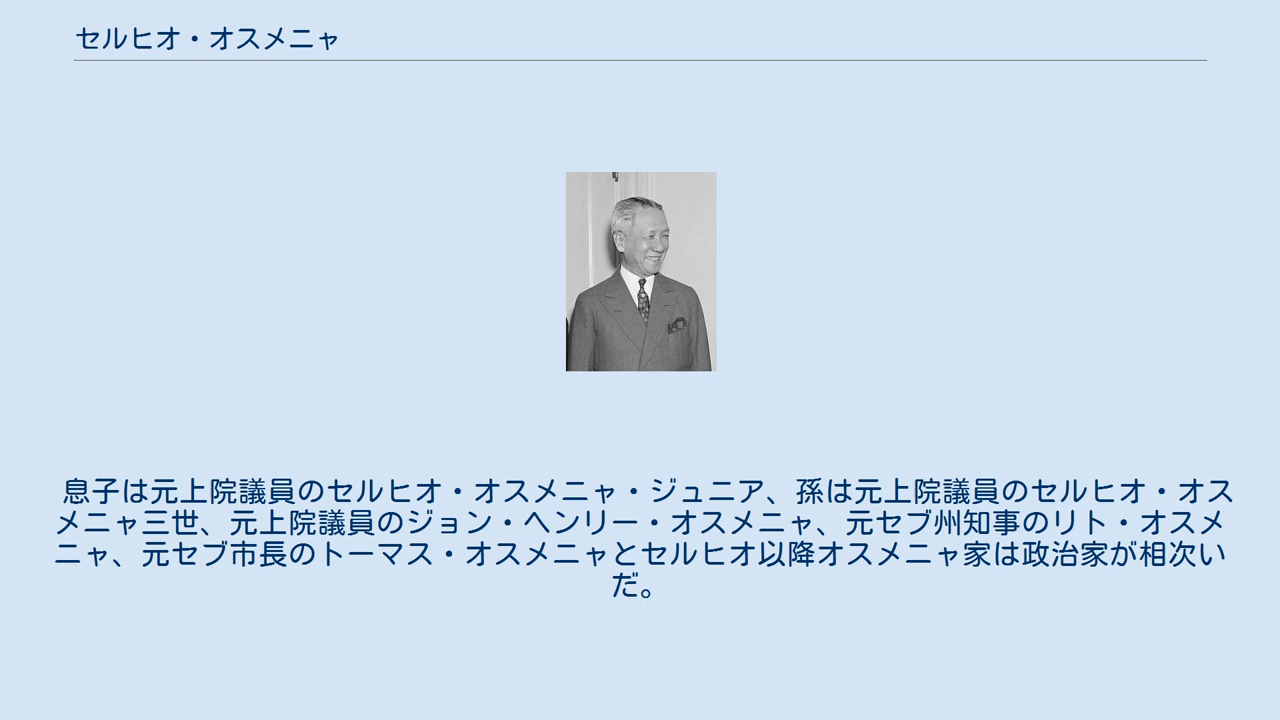 セルヒオ・オスメニャ
息子は元上院議員のセルヒオ・オスメニャ・ジュニア、孫は元上院議員のセルヒオ・オス
メニャ三世、元上院議員のジョン・ヘンリー・オスメニャ、元セブ州知事のリト・オスメ
ニャ、元セブ市長のトーマス・オスメニャとセルヒオ以降オスメニャ家は政治家が相次い
だ。